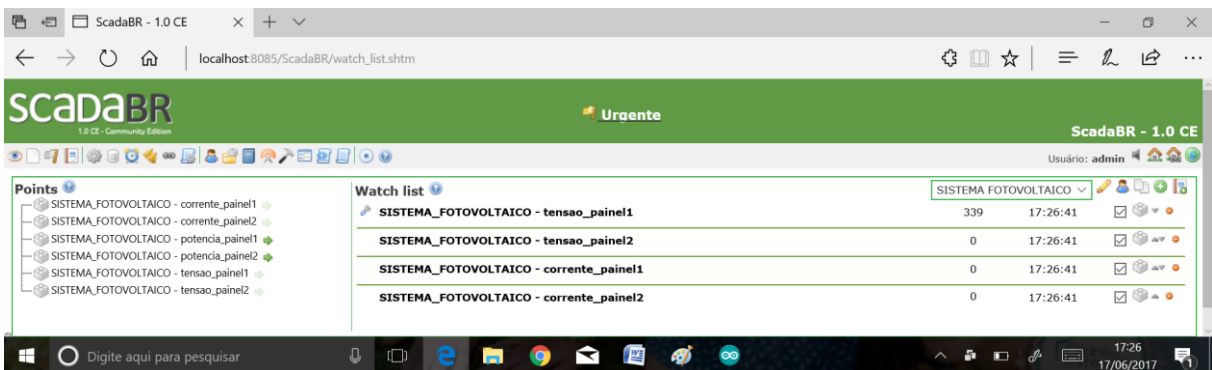 ScadaBR - 1.0 CE
localhost:8085/ScadaBR/watch_list.shtm
scadaBR
1.0 CE - Community Edition
Urgente
ScadaBR - 1.0 CE
Usuário: admin
Points
SISTEMA_FOTOVOLTAICO - corrente_painel1
SISTEMA_FOTOVOLTAICO - corrente_painel2
SISTEMA_FOTOVOLTAICO - potencia_painel1
SISTEMA_FOTOVOLTAICO - potencia_painel2
SISTEMA_FOTOVOLTAICO - tensao_painel1
SISTEMA_FOTOVOLTAICO - tensao_painel2
Watch list
SISTEMA FOTOVOLTAICO
SISTEMA_FOTOVOLTAICO - tensao_painel1 339 17:26:41
SISTEMA_FOTOVOLTAICO - tensao_painel2 0 17:26:41
SISTEMA_FOTOVOLTAICO - corrente_painel1 0 17:26:41
SISTEMA_FOTOVOLTAICO - corrente_painel2 0 17:26:41
Digite aqui para pesquisar
17:26
17/06/2017
1